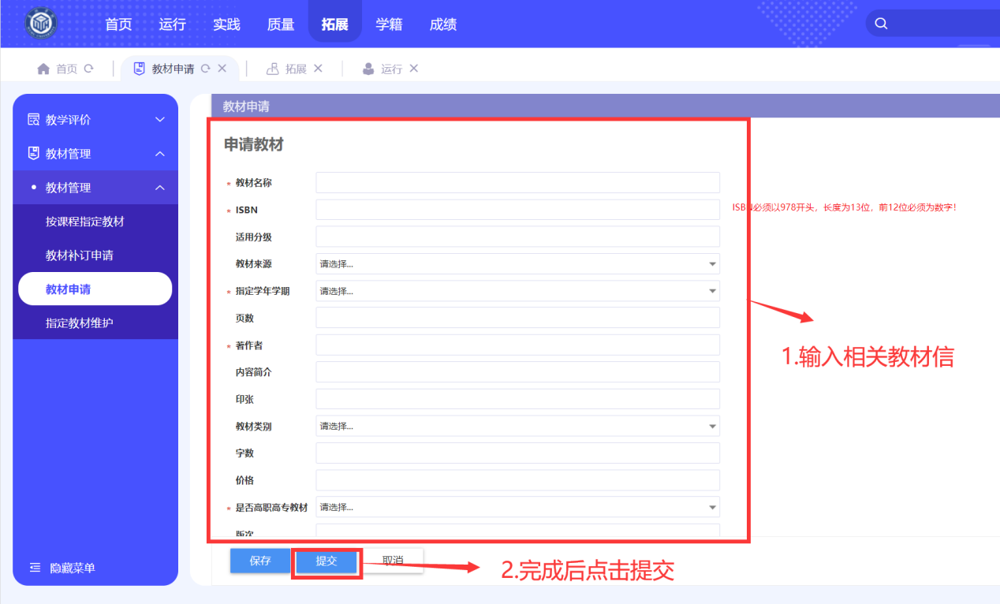 首页 运行 实践 质量 拓展 学籍 成绩
首页 教材申请 拓展 运行
教学评价
教材管理
教材管理
按课程指定教材
教材补订申请
教材申请
指定教材维护
隐藏菜单
教材申请
申请教材
* 教材名称
* ISBN
ISBN必须以978开头，长度为13位，前12位必须为数字！
适用分级
教材来源 请选择...
* 指定学年学期 请选择...
页数
* 著作者
内容简介
印张
教材类别 请选择...
字数
价格
* 是否高职高专教材 请选择...
版次
保存 提交 取消
1.输入相关教材信
2.完成后点击提交